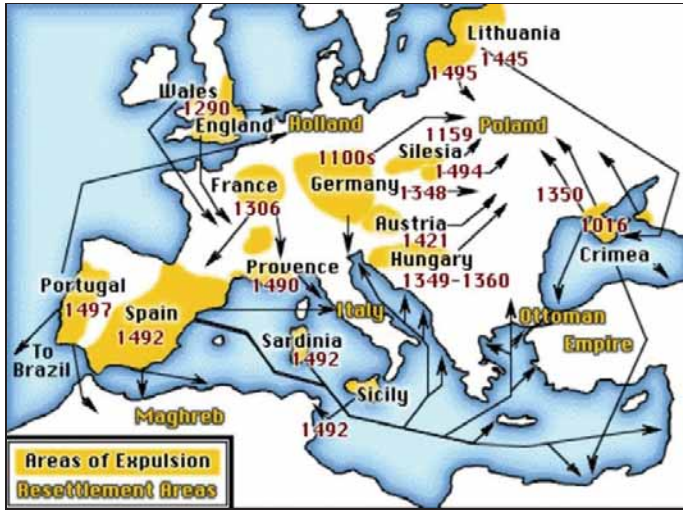 Lithuania
1445
1495
Wales
1290
England
Holland
1159
Poland
1100s
Silesia
1494
France
Germany
1348
1306
1350
Austria
1016
1421
Crimea
Hungary
Provence
1349-1360
1490
Portugal
1497
Spain
Italy
Ottoman
1492
Sardinia
Empire
1492
To
Brazil
Sicily
Maghreb
1492
Areas of Expulsion
Resettlement Areas